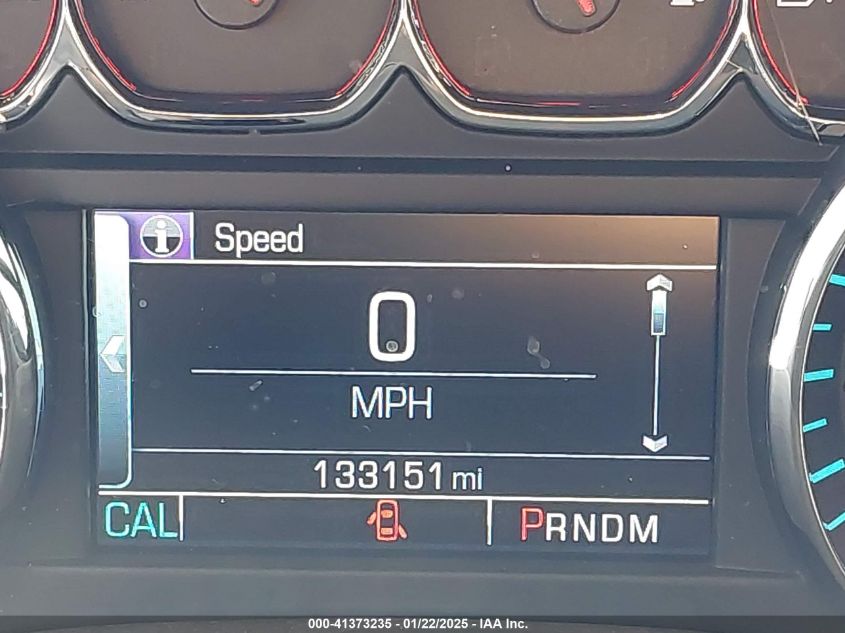 Speed
0
MPH
133151 mi
CAL
PRNDM
000-41373235 - 01/22/2025 - IAA Inc.